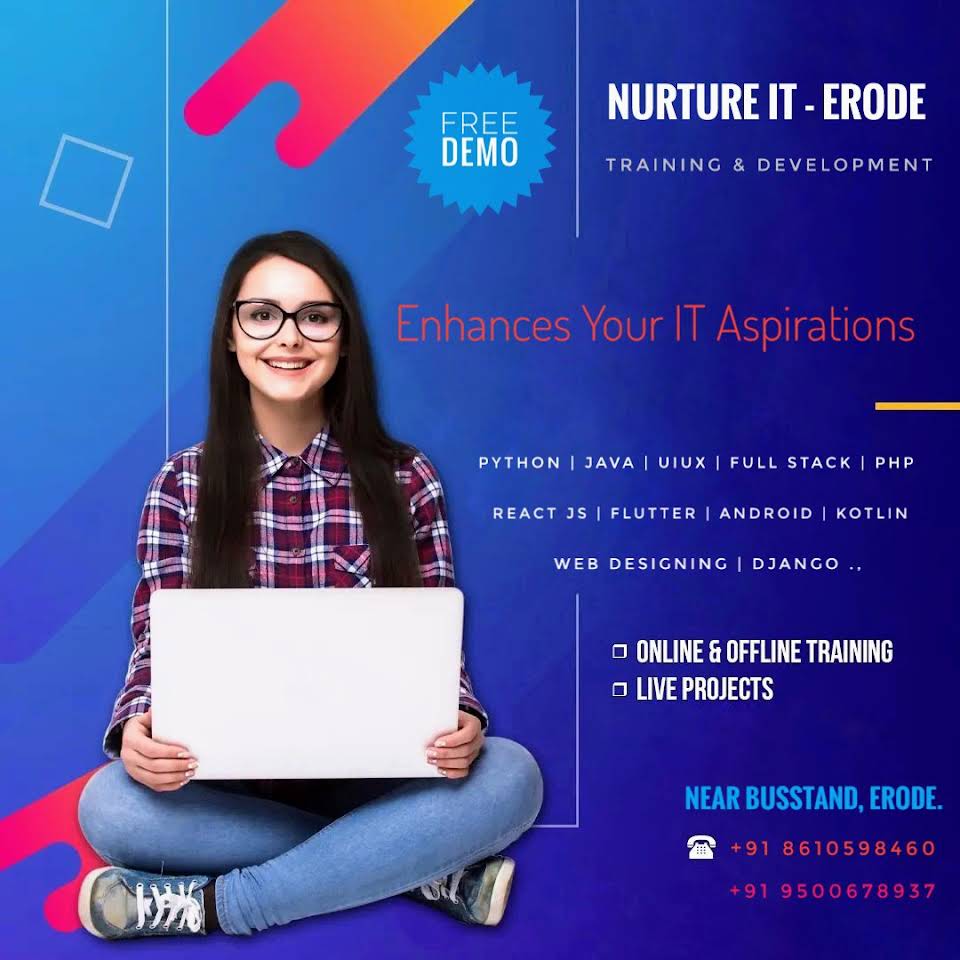 FREE
DEMO
NURTURE IT - ERODE
TRAINING & DEVELOPMENT
Enhances Your IT Aspirations
PYTHON | JAVA | UIUX | FULL STACK | PHP
REACT JS | FLUTTER | ANDROID | KOTLIN
WEB DESIGNING | DJANGO .,
❐ ONLINE & OFFLINE TRAINING
❐ LIVE PROJECTS
NEAR BUSSTAND, ERODE.
☎ +91 8610598460
+91 9500678937